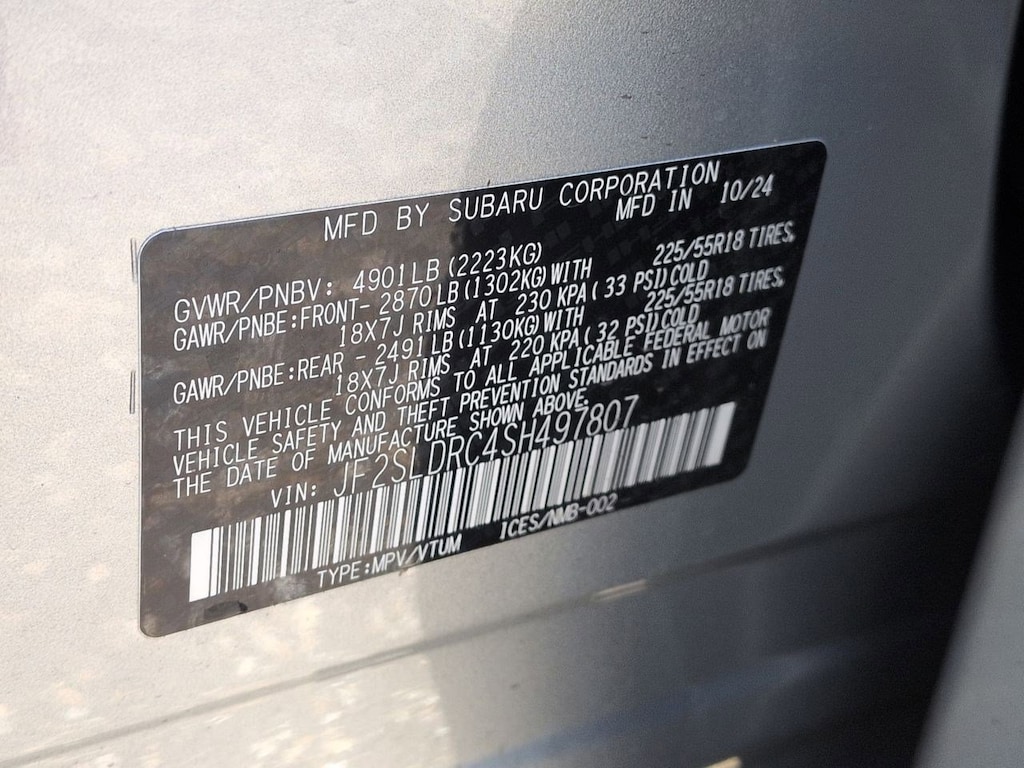 MFD BY SUBARU CORPORATION
MFD IN 10/24
GVWR/PNBV: 4901LB(2223KG)
GAWR/PNBE:FRONT- 2870LB(1302KG)WITH 225/55R18 TIRES,
18X7J RIMS AT 230 KPA( 33 PSI)COLD
GAWR/PNBE:REAR - 2491LB(1130KG)WITH 225/55R18 TIRES,
18X7J RIMS AT 220 KPA( 32 PSI)COLD
THIS VEHICLE CONFORMS TO ALL APPLICABLE FEDERAL MOTOR
VEHICLE SAFETY AND THEFT PREVENTION STANDARDS IN EFFECT ON
THE DATE OF MANUFACTURE SHOWN ABOVE.
VIN: JF2SLDRC4SH497807
TYPE:MPV/VTUM ICES/NMB-002